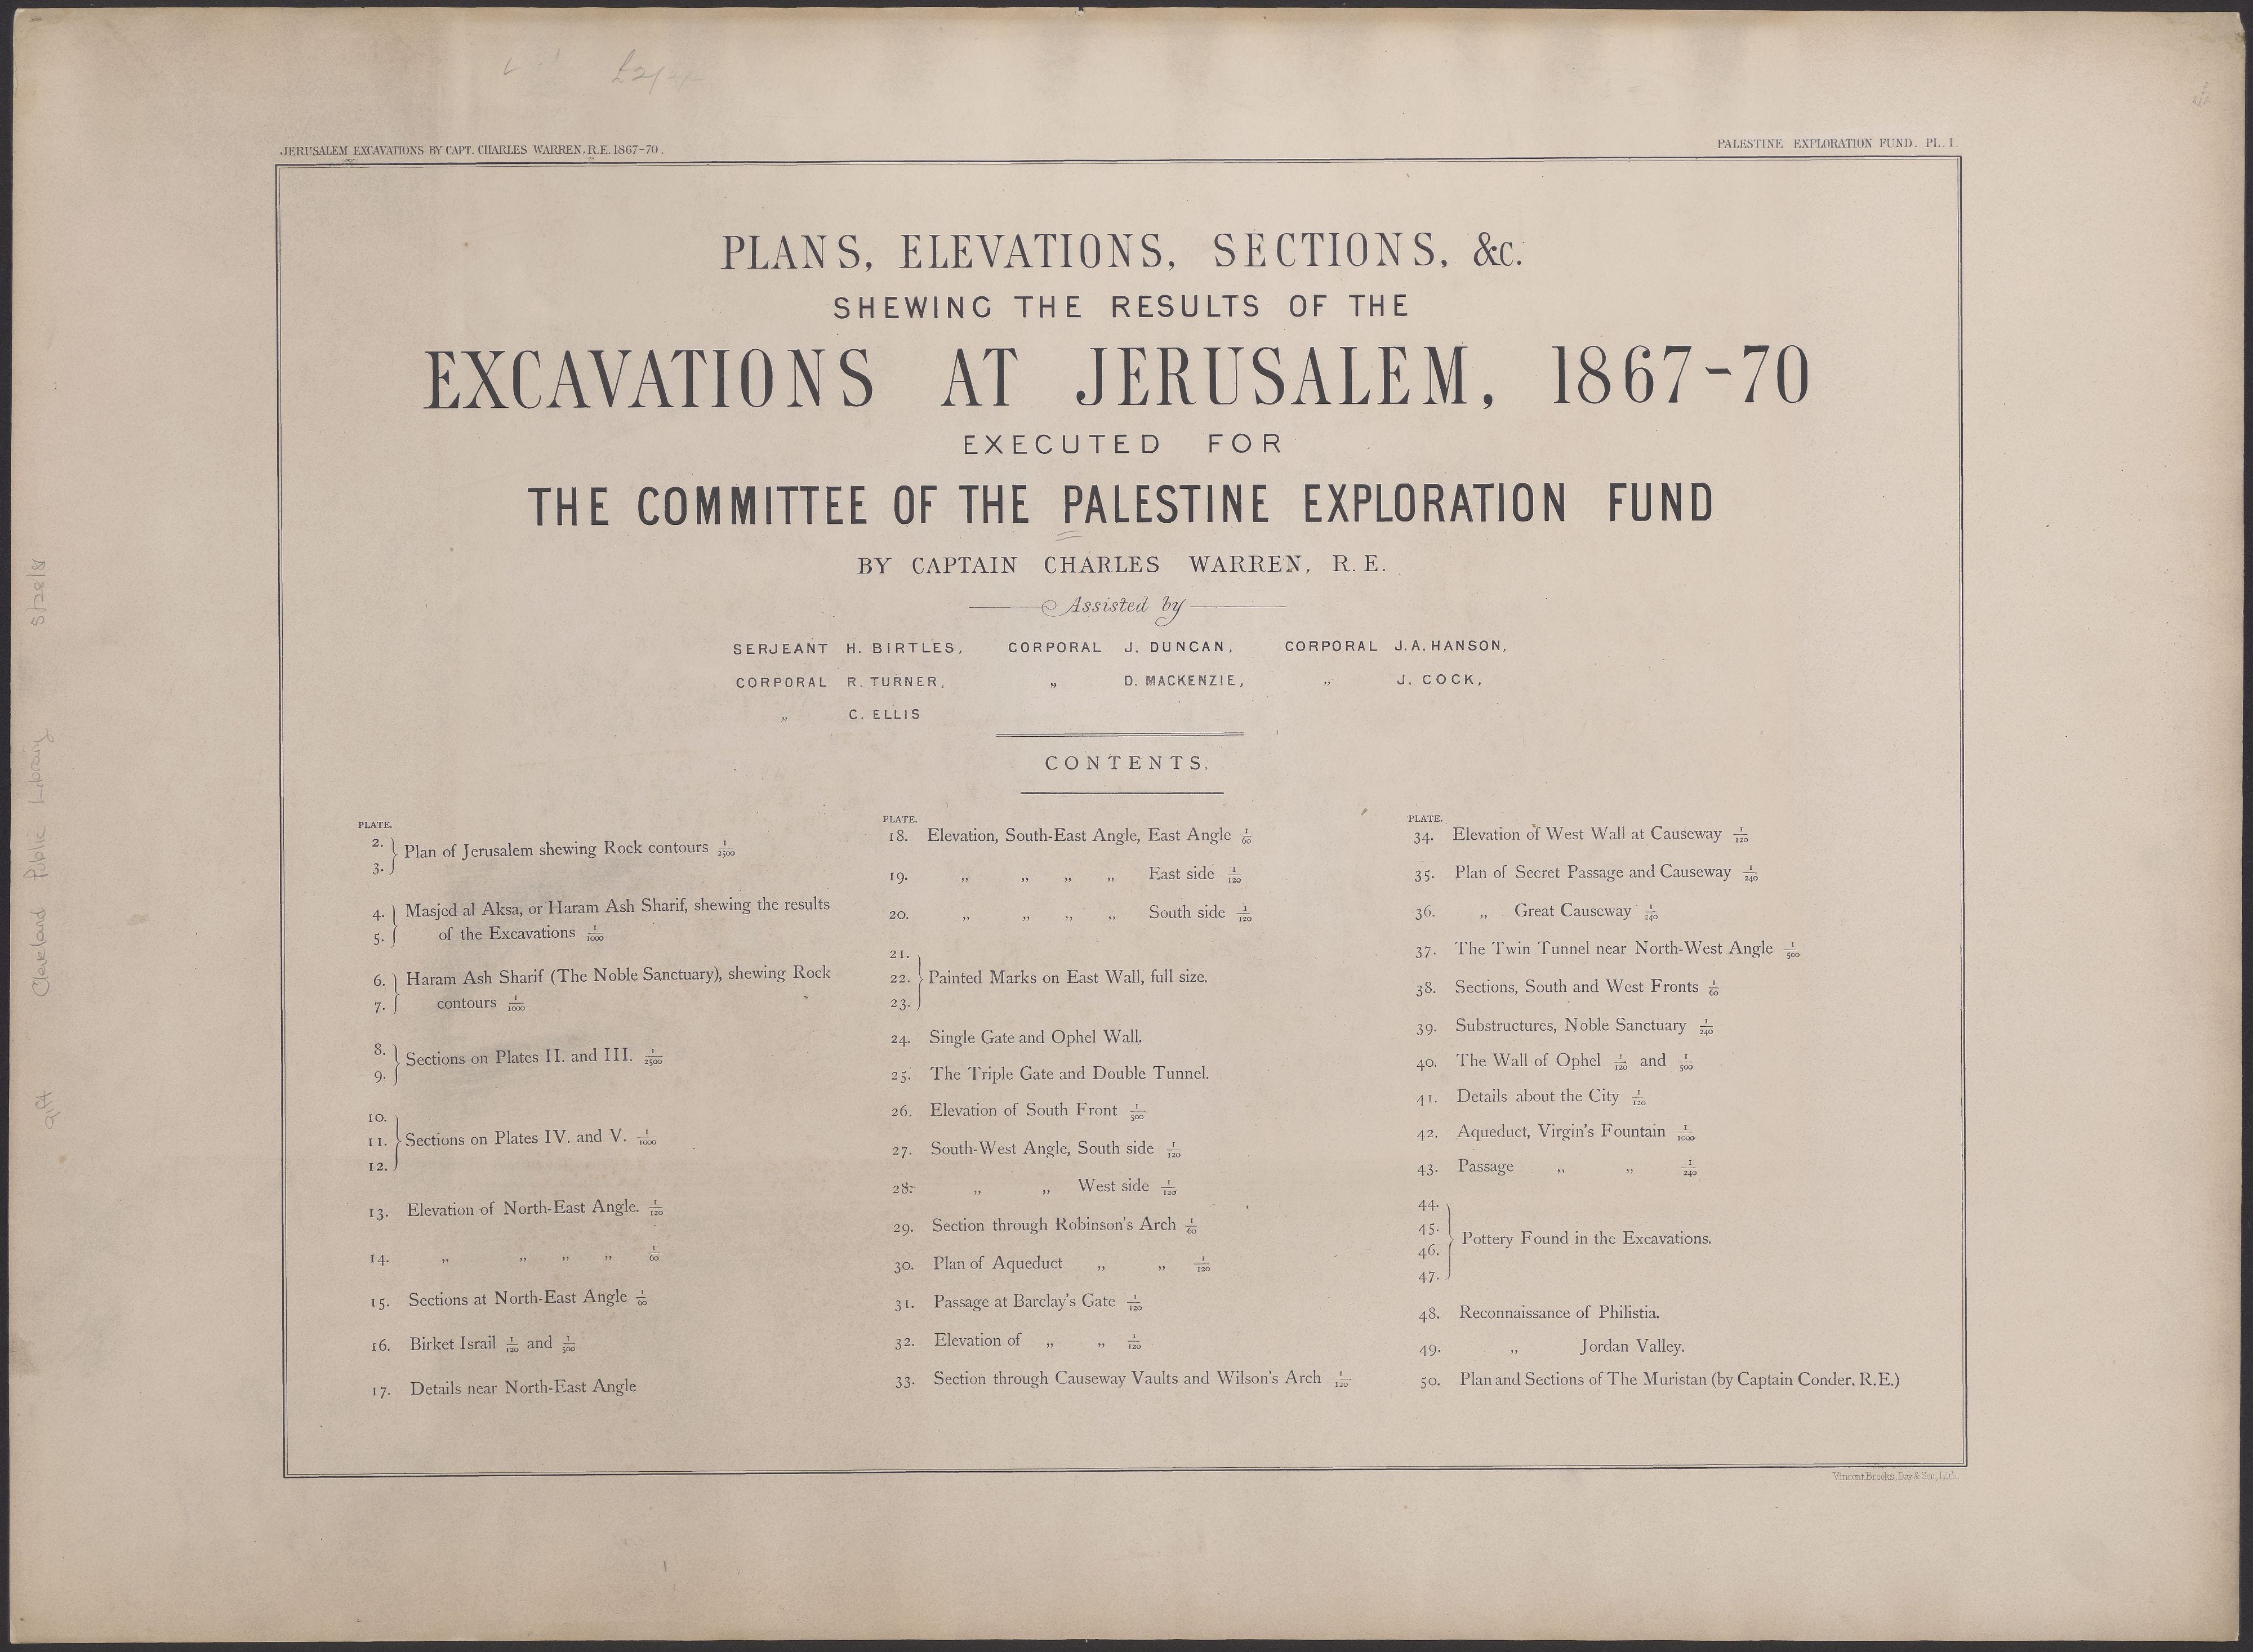 £2/-
JERUSALEM EXCAVATIONS BY CAPT. CHARLES WARREN, R.E. 1867-70.
PALESTINE EXPLORATION FUND. PL. 1.
PLANS, ELEVATIONS, SECTIONS, &c.
SHEWING THE RESULTS OF THE
EXCAVATIONS AT JERUSALEM, 1867-70
EXECUTED FOR
THE COMMITTEE OF THE PALESTINE EXPLORATION FUND
BY CAPTAIN CHARLES WARREN, R.E.
Assisted by
SERJEANT H. BIRTLES, CORPORAL J. DUNCAN, CORPORAL J.A. HANSON,
CORPORAL R. TURNER, „ D. MACKENZIE, „ J. COCK,
„ C. ELLIS
CONTENTS.
PLATE.
2.
3. } Plan of Jerusalem shewing Rock contours 1/2500
4. } Masjed al Aksa, or Haram Ash Sharif, shewing the results
5. of the Excavations 1/1000
6. } Haram Ash Sharif (The Noble Sanctuary), shewing Rock
7. contours 1/1000
8.
9. } Sections on Plates II. and III. 1/2500
10.
11. } Sections on Plates IV. and V. 1/1000
12.
13. Elevation of North-East Angle. 1/120
14. „ „ „ „ 1/60
15. Sections at North-East Angle 1/60
16. Birket Israil 1/120 and 1/500
17. Details near North-East Angle
PLATE.
18. Elevation, South-East Angle, East Angle 1/60
19. „ „ „ „ East side 1/120
20. „ „ „ „ South side 1/120
21.
22. } Painted Marks on East Wall, full size.
23.
24. Single Gate and Ophel Wall.
25. The Triple Gate and Double Tunnel.
26. Elevation of South Front 1/500
27. South-West Angle, South side 1/120
28. „ „ West side 1/120
29. Section through Robinson's Arch 1/60
30. Plan of Aqueduct „ „ 1/120
31. Passage at Barclay's Gate 1/120
32. Elevation of „ „ 1/120
33. Section through Causeway Vaults and Wilson's Arch 1/120
PLATE.
34. Elevation of West Wall at Causeway 1/120
35. Plan of Secret Passage and Causeway 1/240
36. „ Great Causeway 1/240
37. The Twin Tunnel near North-West Angle 1/500
38. Sections, South and West Fronts 1/60
39. Substructures, Noble Sanctuary 1/240
40. The Wall of Ophel 1/120 and 1/500
41. Details about the City 1/120
42. Aqueduct, Virgin's Fountain 1/1000
43. Passage „ „ 1/240
44.
45.
46. } Pottery Found in the Excavations.
47.
48. Reconnaissance of Philistia.
49. „ Jordan Valley.
50. Plan and Sections of The Muristan (by Captain Conder. R.E.)
Vincent Brooks, Day & Son, Lith.
gift Cleveland Public Library 5/28/81